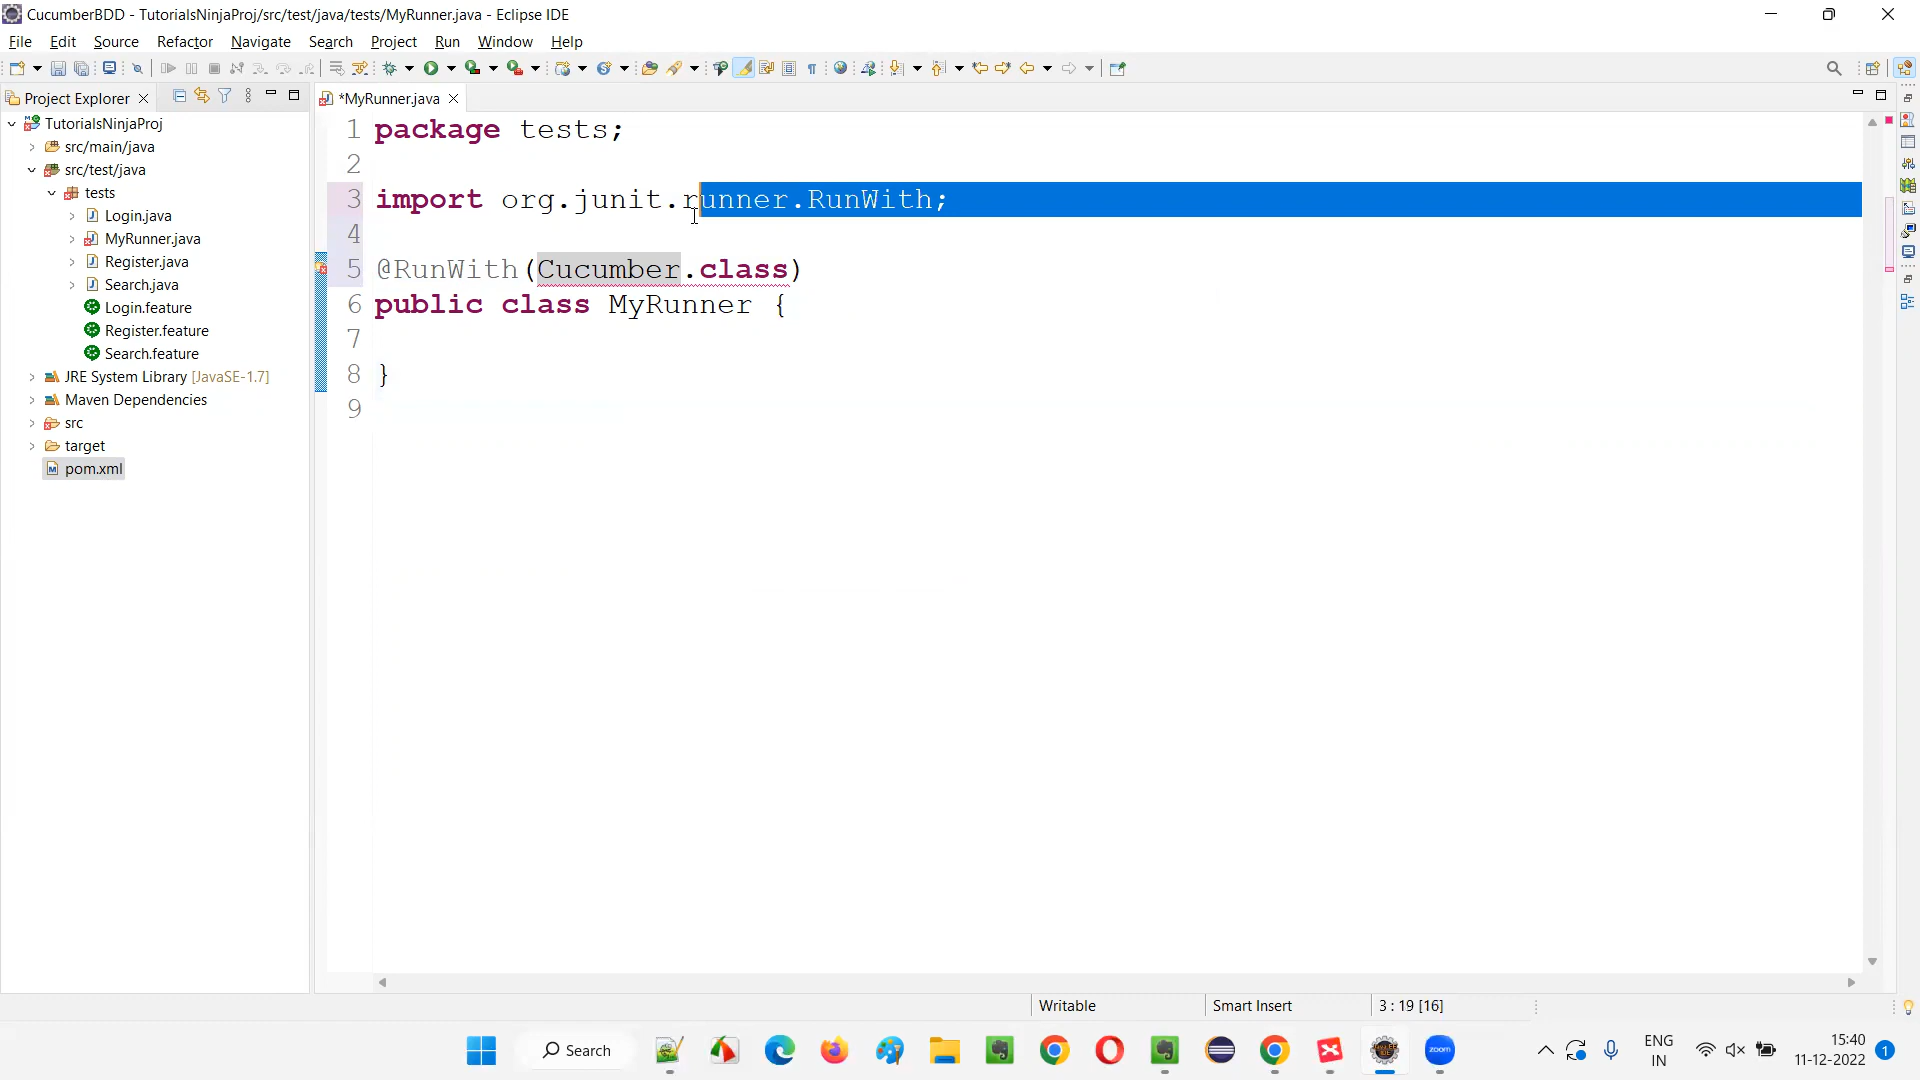 CucumberBDD - TutorialsNinjaProj/src/test/java/tests/MyRunner.java - Eclipse IDE
File Edit Source Refactor Navigate Search Project Run Window Help
Project Explorer
*MyRunner.java
TutorialsNinjaProj
src/main/java
src/test/java
tests
Login.java
MyRunner.java
Register.java
Search.java
Login.feature
Register.feature
Search.feature
JRE System Library [JavaSE-1.7]
Maven Dependencies
src
target
pom.xml
1 package tests;
2
3 import org.junit.runner.RunWith;
4
5 @RunWith(Cucumber.class)
6 public class MyRunner {
7
8 }
9
Writable
Smart Insert
3 : 19 [16]
Search
zoom
ENG
IN
15:40
11-12-2022
1